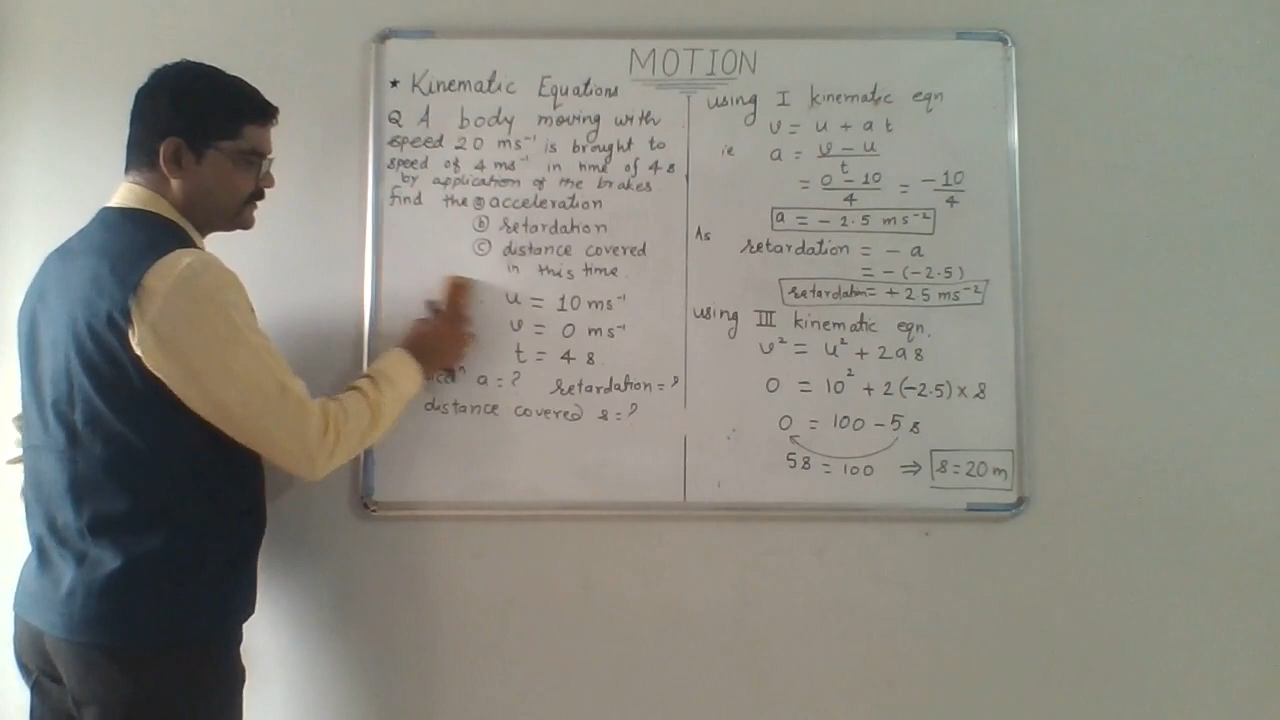 MOTION
* Kinematic Equations
Q A body moving with
speed 20 ms⁻¹ is brought to
speed of 4 ms⁻¹ in time of 4 s
by application of the brakes
find the ⓐ acceleration
ⓑ retardation
ⓒ distance covered
in this time.
u = 10 ms⁻¹
v = 0 ms⁻¹
t = 4 s.
a = ? retardation = ?
distance covered s = ?
using I kinematic eqn
v = u + a t
ie a = (v - u)/t
= (0 - 10)/4 = -10/4
a = - 2.5 ms⁻²
As retardation = - a
= - (-2.5)
retardation = + 2.5 ms⁻²
using III kinematic eqn.
v² = u² + 2as
0 = 10² + 2(-2.5) × s
0 = 100 - 5 s
5s = 100 ⇒ s = 20 m